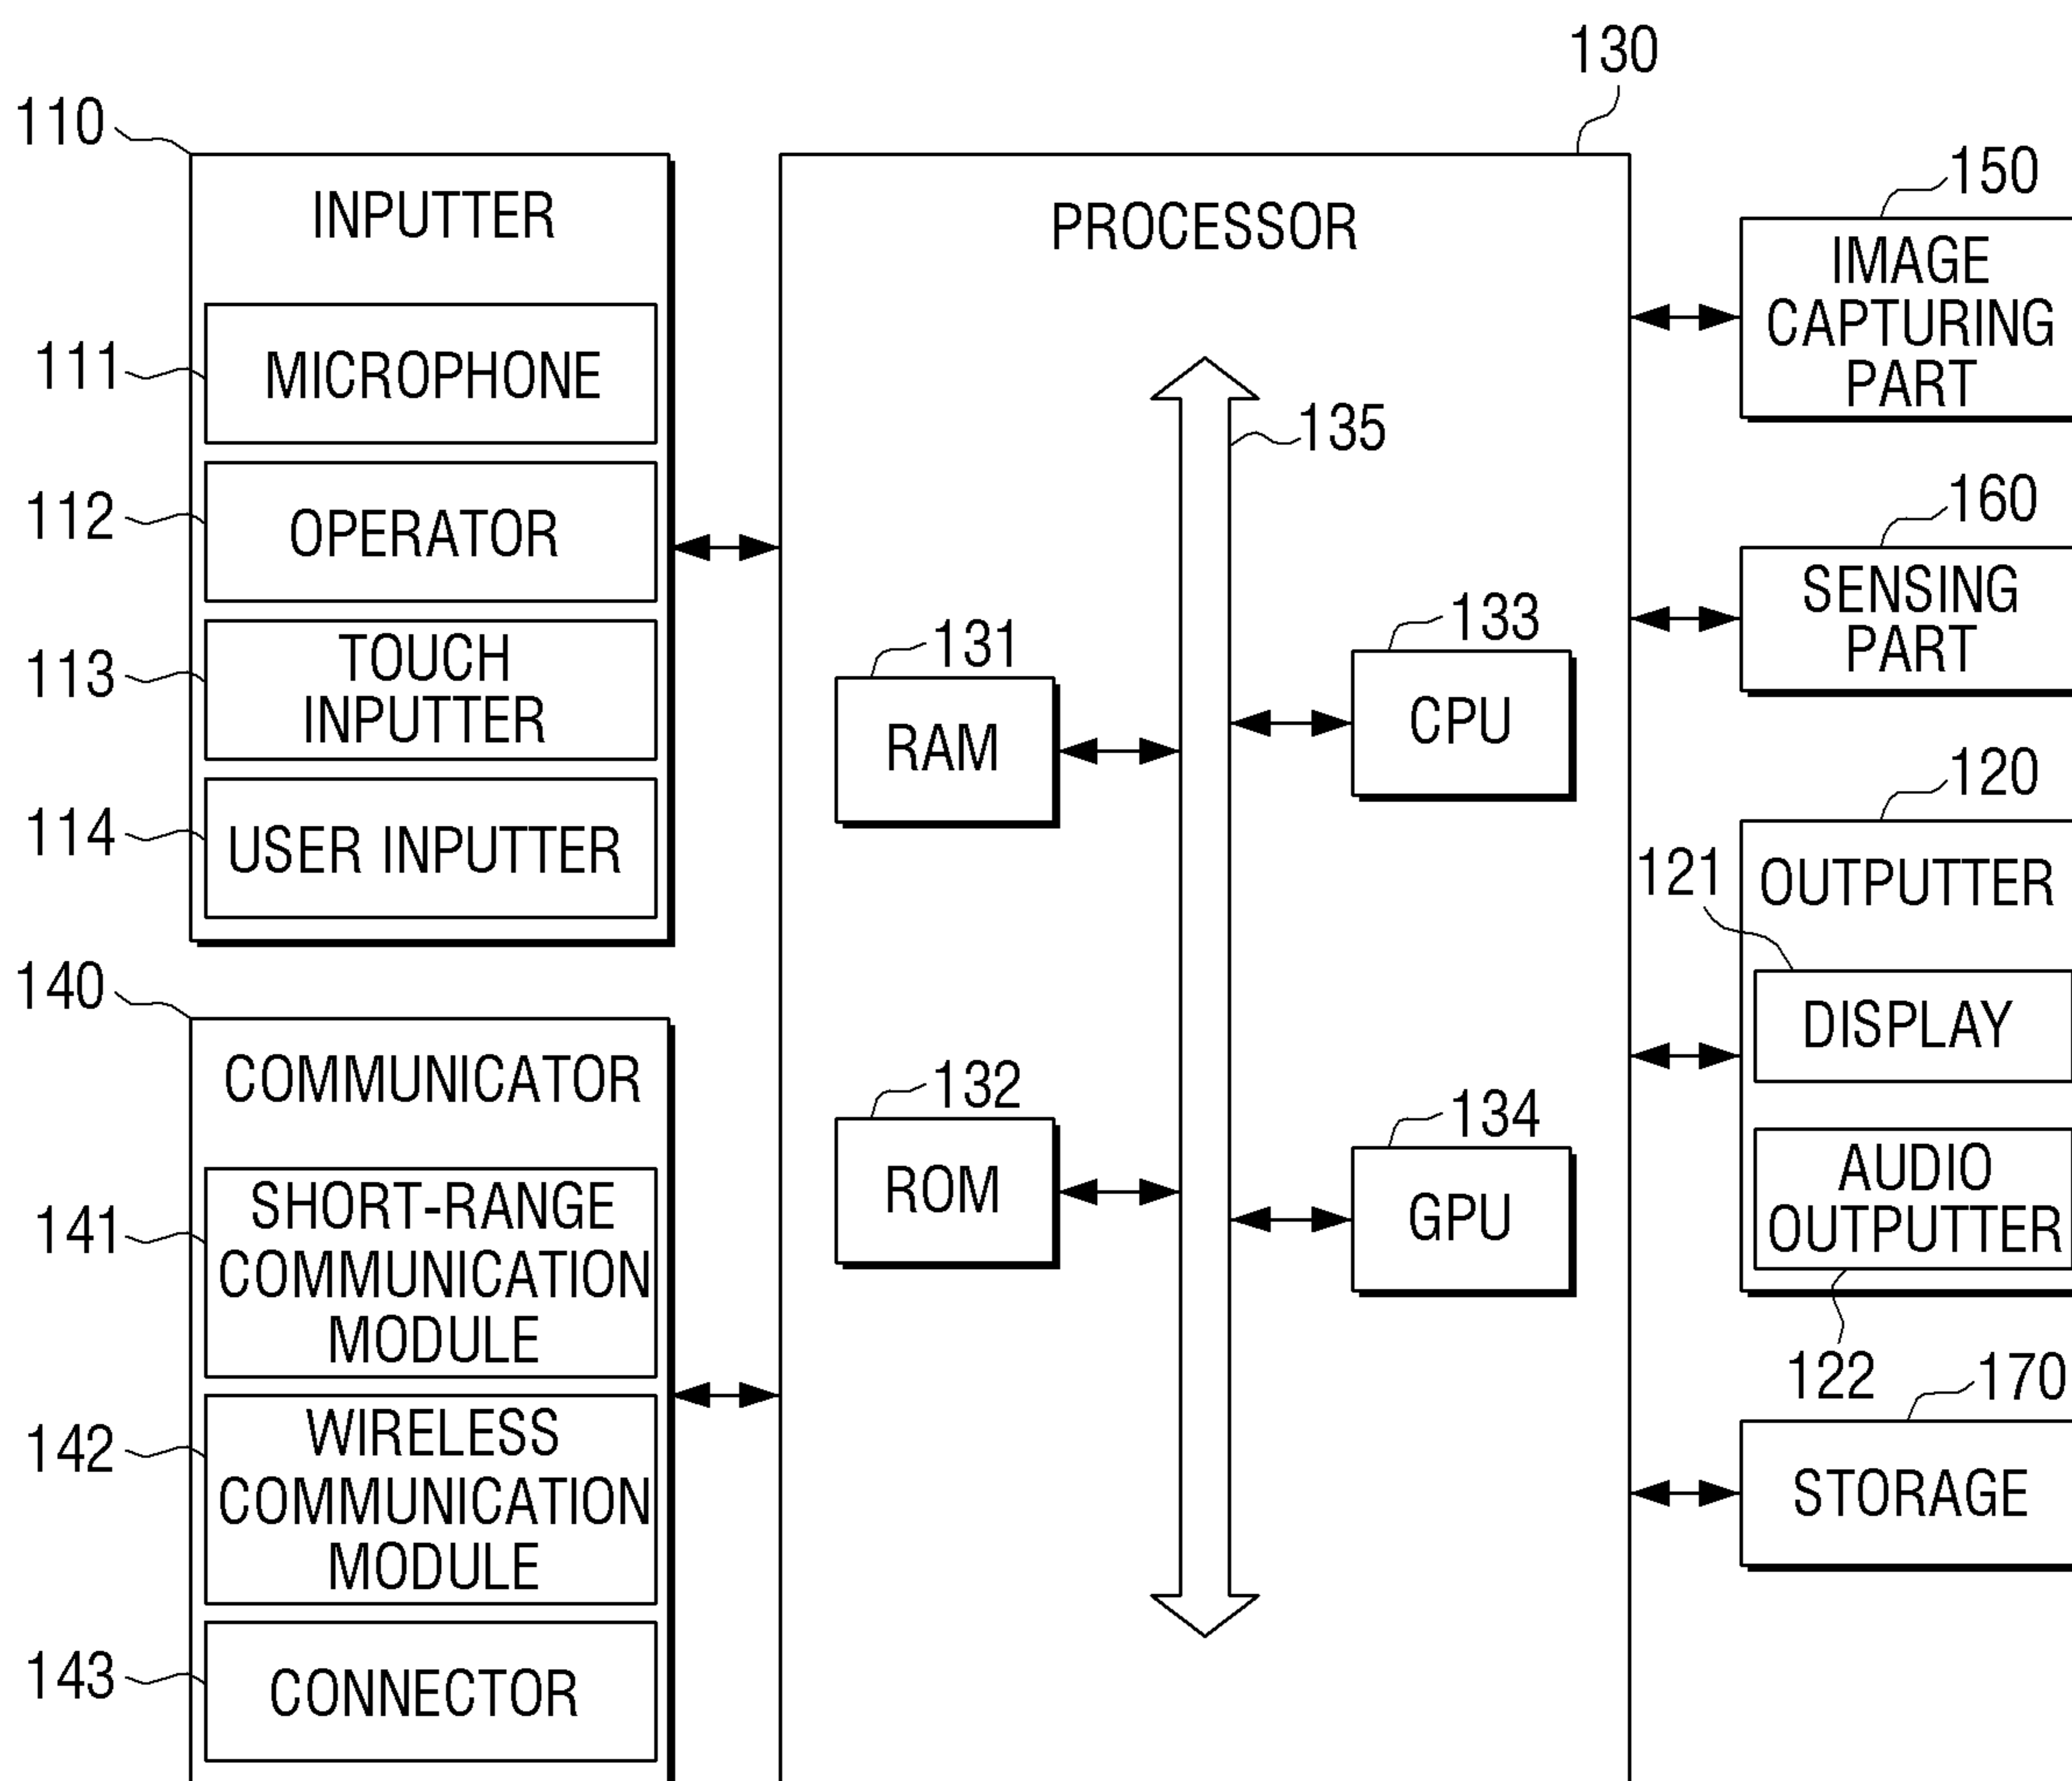 110
INPUTTER
111
MICROPHONE
112
OPERATOR
113
TOUCH
INPUTTER
114
USER INPUTTER
140
COMMUNICATOR
141
SHORT-RANGE
COMMUNICATION
MODULE
142
WIRELESS
COMMUNICATION
MODULE
143
CONNECTOR
130
PROCESSOR
135
131
RAM
133
CPU
132
ROM
134
GPU
150
IMAGE
CAPTURING
PART
160
SENSING
PART
120
OUTPUTTER
121
DISPLAY
AUDIO
OUTPUTTER
122
170
STORAGE